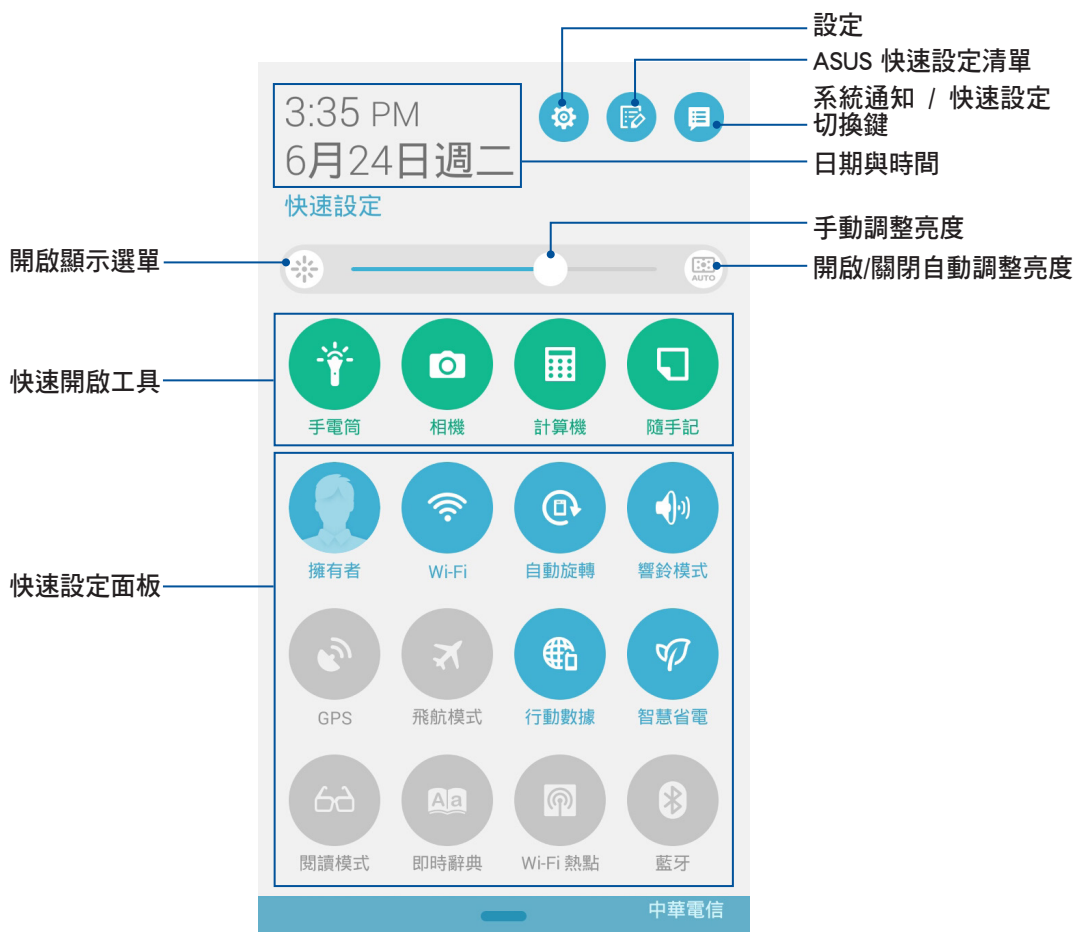 設定
ASUS 快速設定清單
系統通知 / 快速設定
切換鍵
日期與時間
3:35 PM
6月24日週二
快速設定
手動調整亮度
開啟顯示選單
開啟/關閉自動調整亮度
AUTO
快速開啟工具
手電筒 相機 計算機 隨手記
快速設定面板
擁有者 Wi-Fi 自動旋轉 響鈴模式
GPS 飛航模式 行動數據 智慧省電
Aa
閱讀模式 即時辭典 Wi-Fi 熱點 藍牙
中華電信